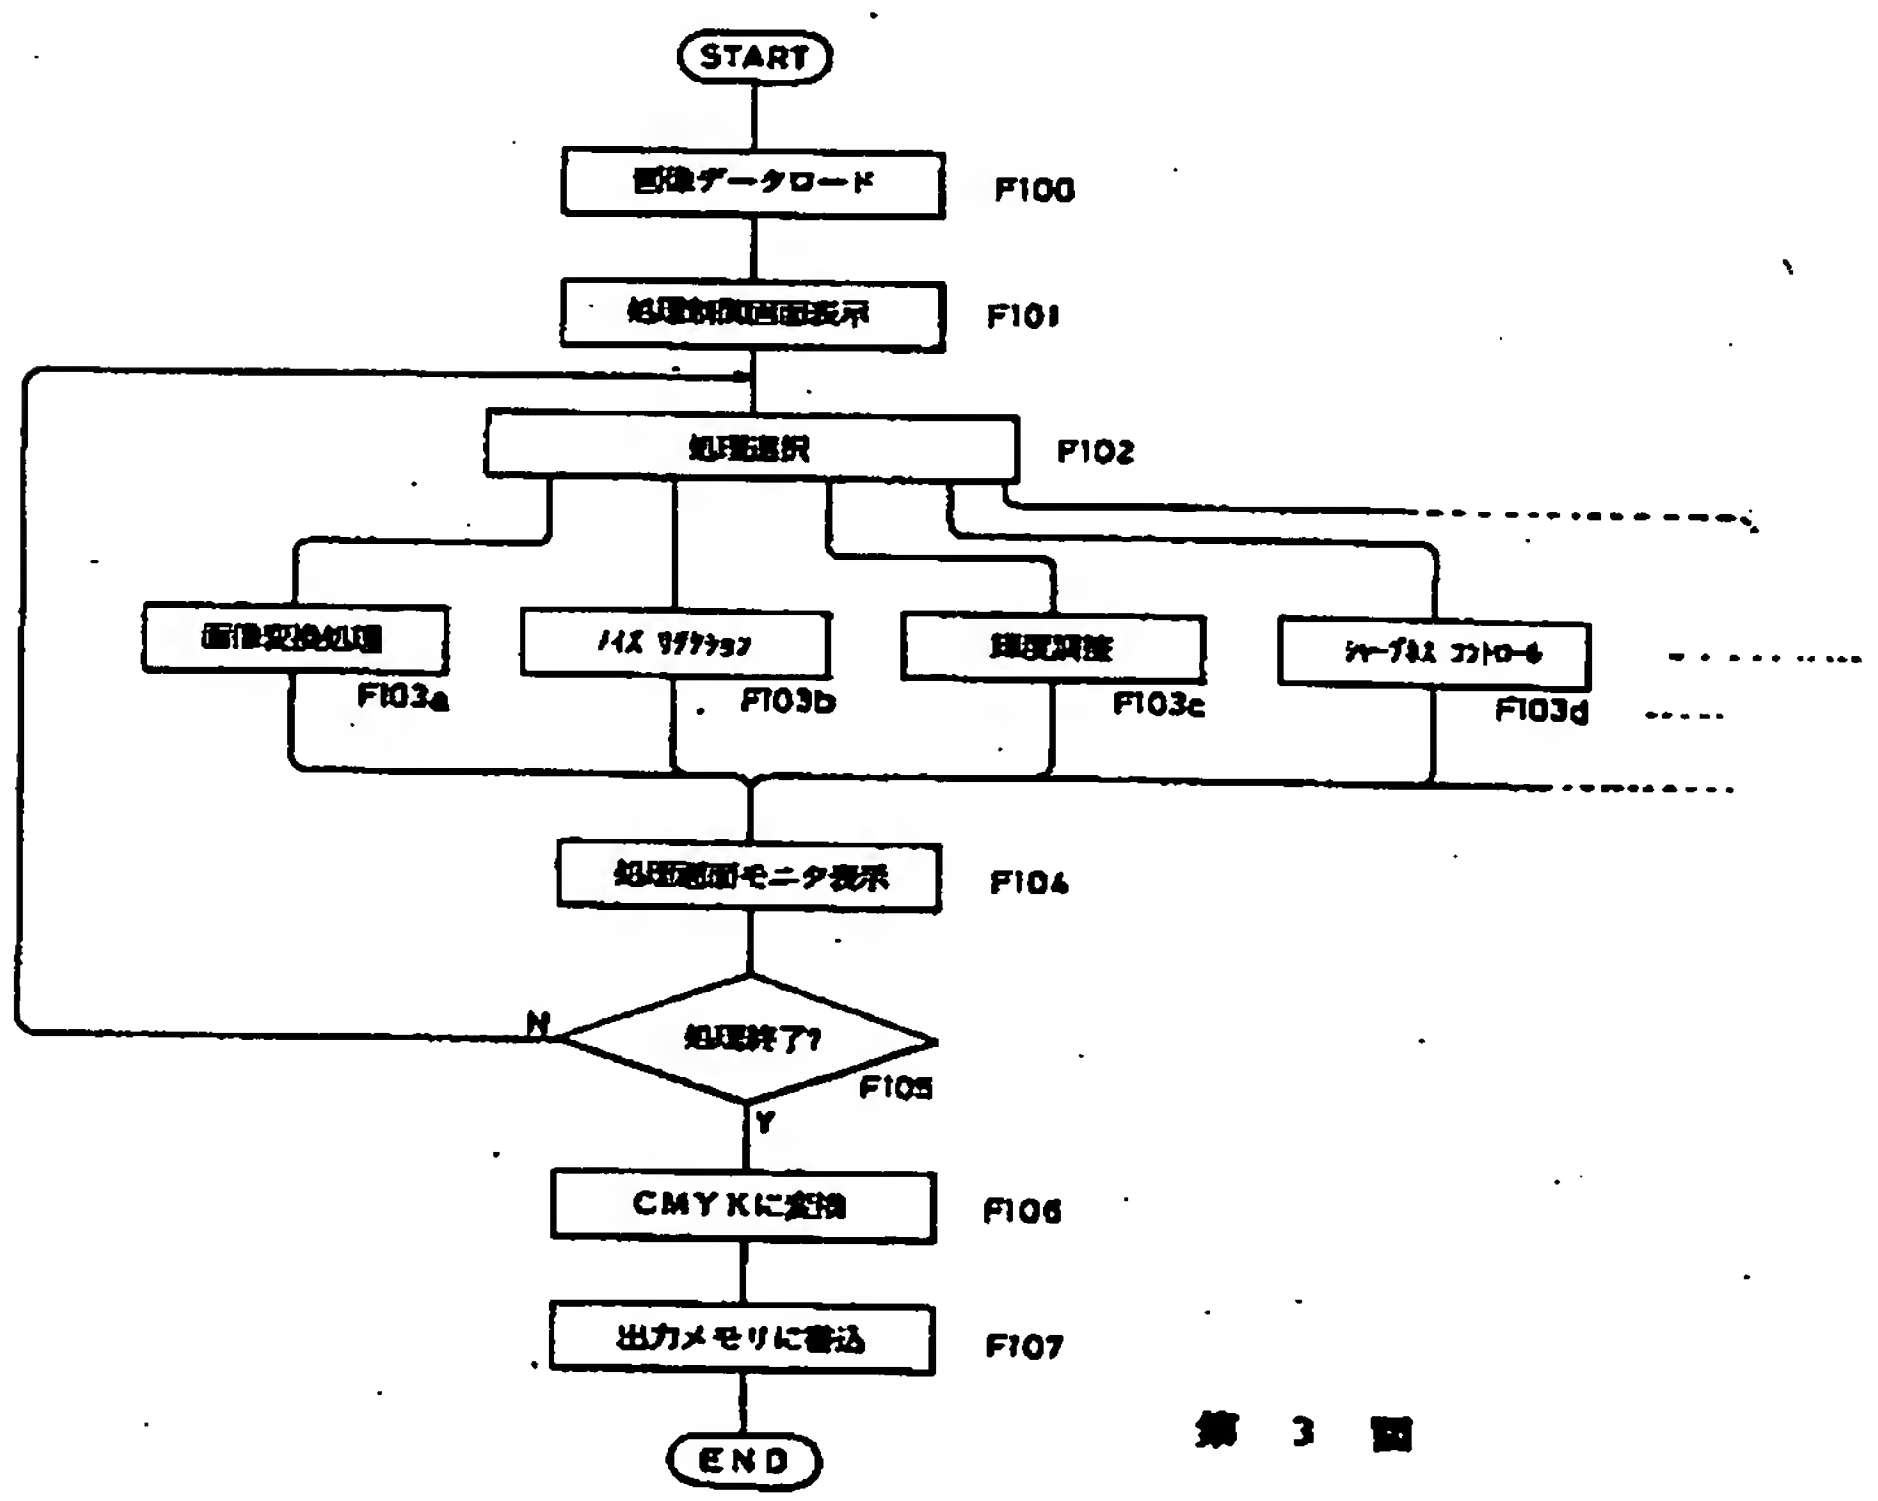 START
画像データロード
F100
処理制御画面表示
F101
処理選択
F102
画像変換処理
F103a
ノイズ リダクション
F103b
輝度調整
F103c
シャープネス コントロール
F103d
処理画面モニタ表示
F104
処理終了?
F105
N
Y
CMYKに変換
F106
出力メモリに書込
F107
END
第 3 図